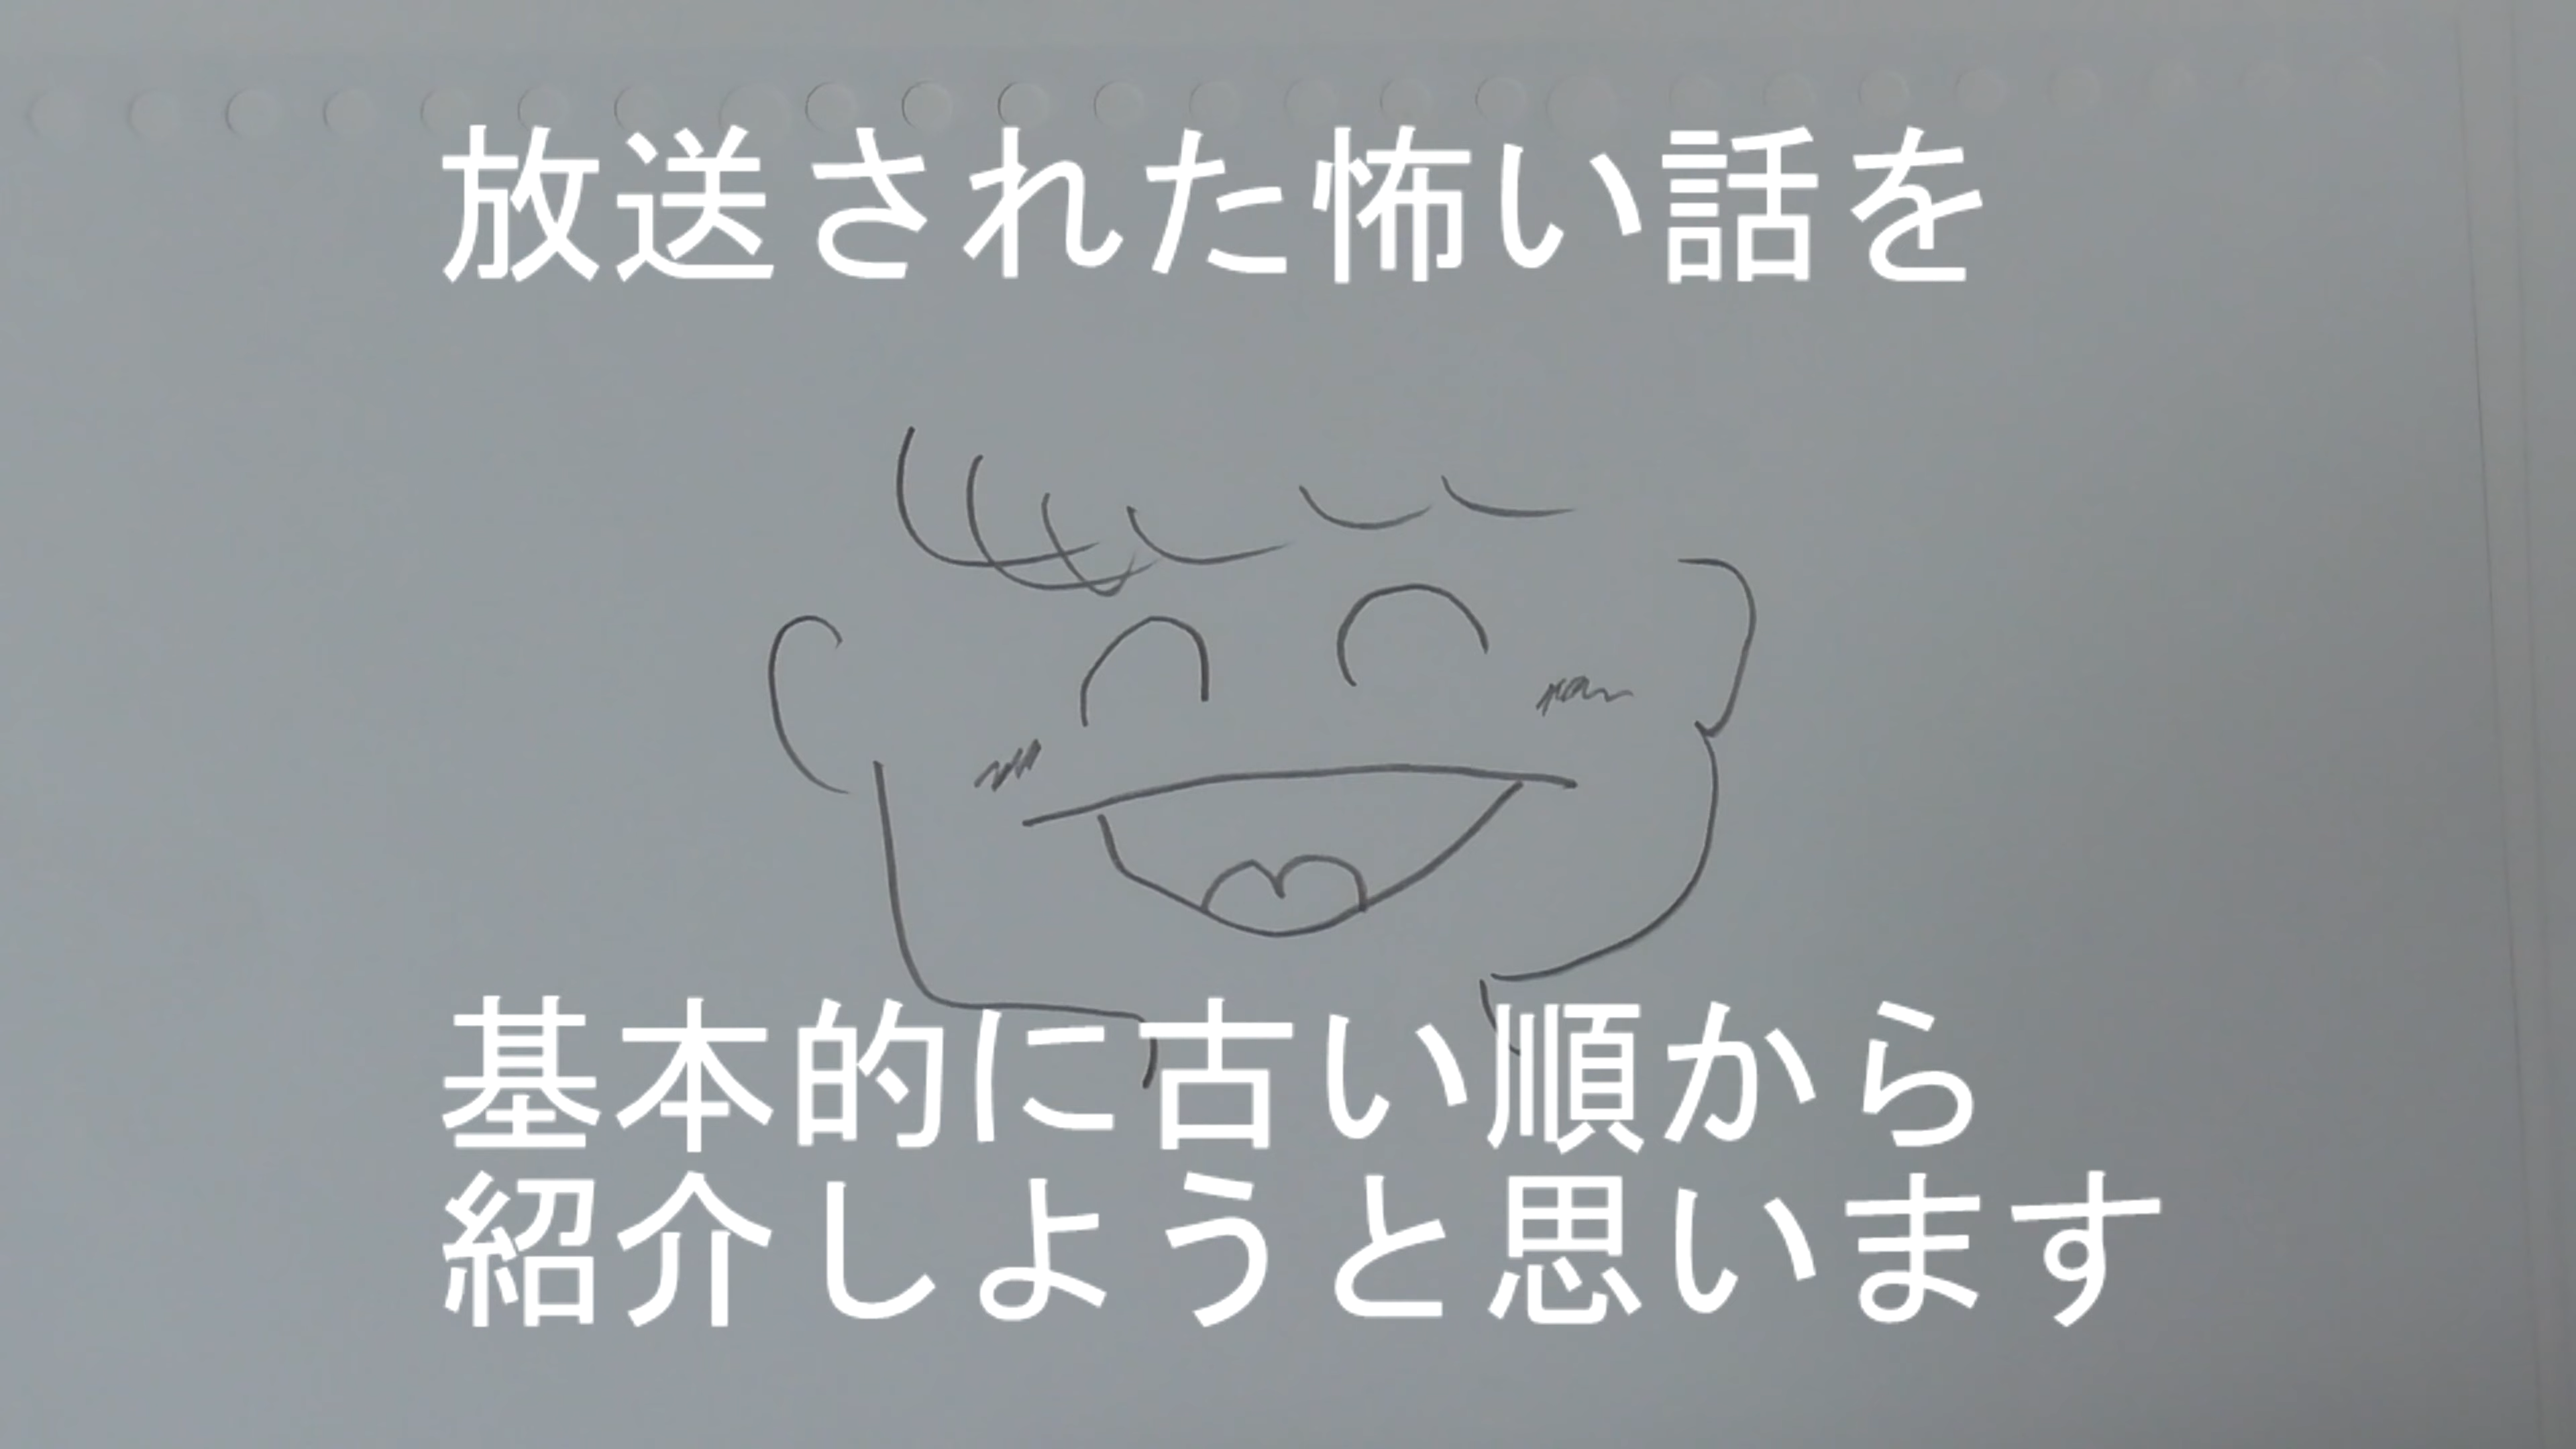 放送された怖い話を
基本的に古い順から
紹介しようと思います